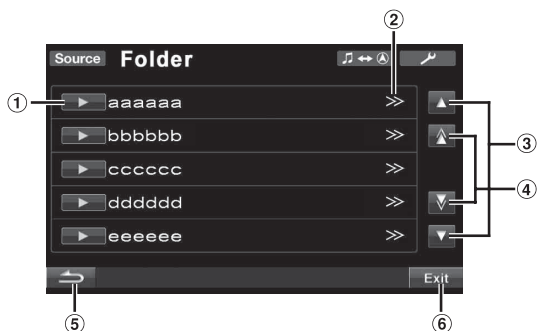 ②
Source Folder
① aaaaaa
bbbbbb
③
cccccc
④
dddddd
eeeeee
Exit
⑤ ⑥